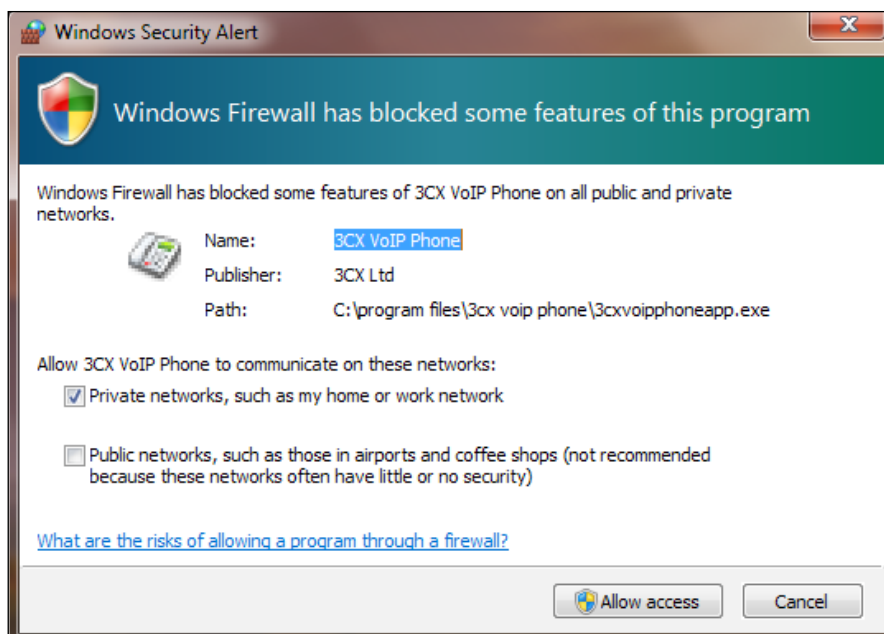 Windows Security Alert
Windows Firewall has blocked some features of this program
Windows Firewall has blocked some features of 3CX VoIP Phone on all public and private
networks.
Name: 3CX VoIP Phone
Publisher: 3CX Ltd
Path: C:\program files\3cx voip phone\3cxvoipphoneapp.exe
Allow 3CX VoIP Phone to communicate on these networks:
Private networks, such as my home or work network
Public networks, such as those in airports and coffee shops (not recommended
because these networks often have little or no security)
What are the risks of allowing a program through a firewall?
Allow access Cancel